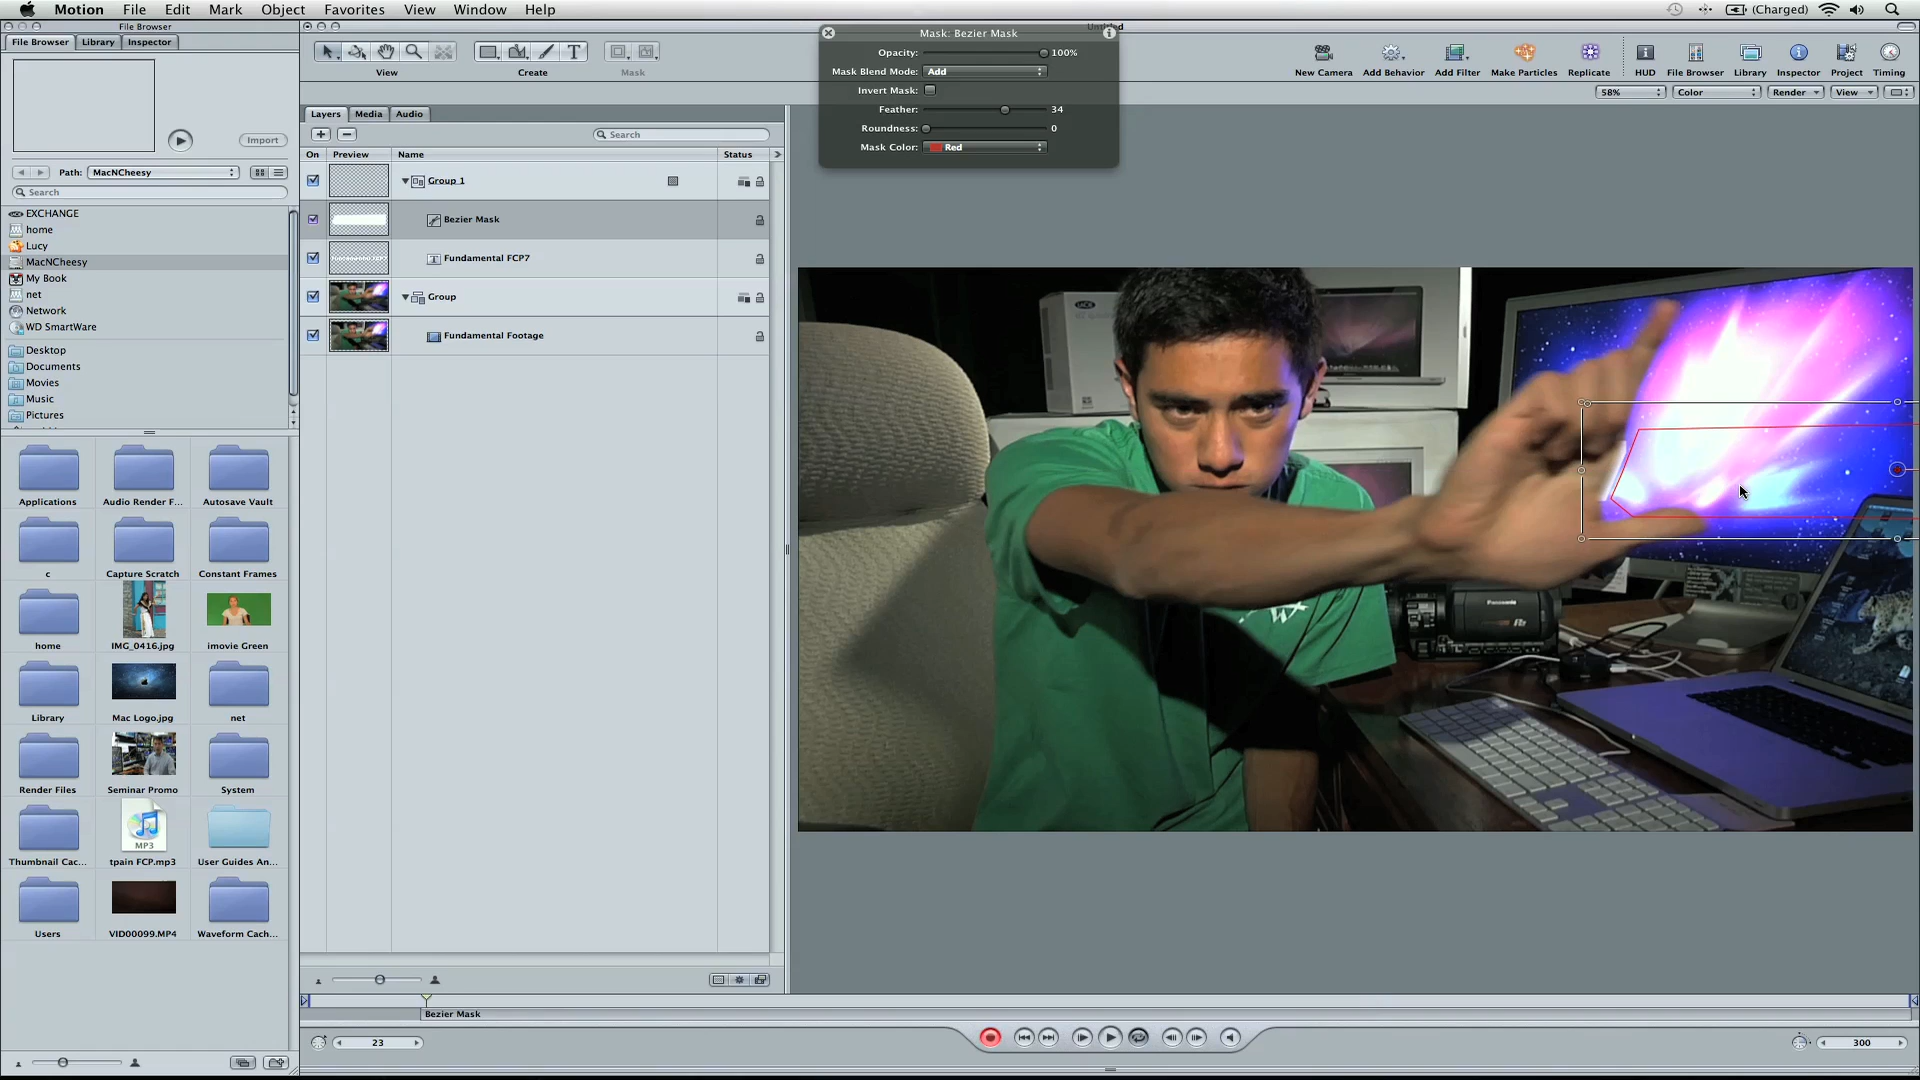 Motion File Edit Mark Object Favorites View Window Help (Charged)
File Browser
File Browser Library Inspector
Import
Path: MacNCheesy
Search
EXCHANGE
home
Lucy
MacNCheesy
My Book
net
Network
WD SmartWare
Desktop
Documents
Movies
Music
Pictures
Applications Audio Render F... Autosave Vault
c Capture Scratch Constant Frames
home IMG_0416.jpg imovie Green
Library Mac Logo.jpg net
Render Files Seminar Promo System
MP3
Thumbnail Cac... tpain FCP.mp3 User Guides An...
Users VID00099.MP4 Waveform Cach...
View Create Mask
T
Untitled
New Camera Add Behavior Add Filter Make Particles Replicate HUD File Browser Library Inspector Project Timing
58% Color Render View
Mask: Bezier Mask
Opacity: 100%
Mask Blend Mode: Add
Invert Mask:
Feather: 34
Roundness: 0
Mask Color: Red
Layers Media Audio
Search
On Preview Name Status
Group 1
Bezier Mask
Fundamental FCP7
Group
Fundamental Footage
Panasonic
Bezier Mask
23
300